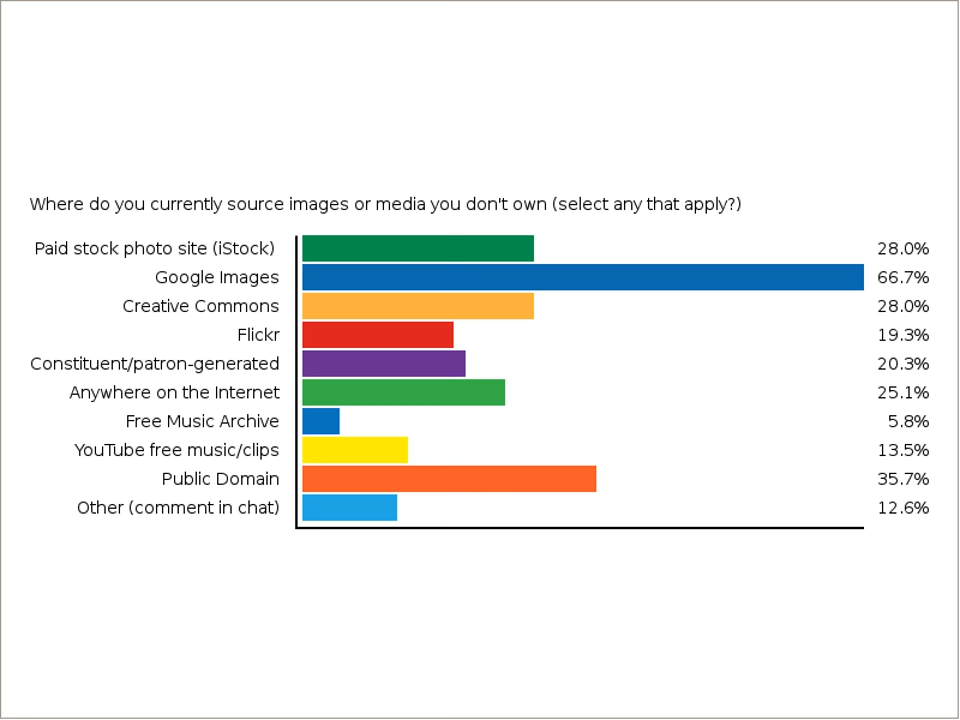 Where do you currently source images or media you don't own (select any that apply?)
Paid stock photo site (iStock) 28.0%
Google Images 66.7%
Creative Commons 28.0%
Flickr 19.3%
Constituent/patron-generated 20.3%
Anywhere on the Internet 25.1%
Free Music Archive 5.8%
YouTube free music/clips 13.5%
Public Domain 35.7%
Other (comment in chat) 12.6%